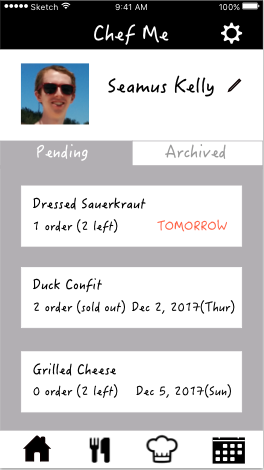 Sketch 9:41 AM 100%
Chef Me
Seamus Kelly
Pending Archived
Dressed Sauerkraut
1 order (2 left) TOMORROW
Duck Confit
2 order (sold out) Dec 2, 2017(Thur)
Grilled Cheese
0 order (2 left) Dec 5, 2017(Sun)